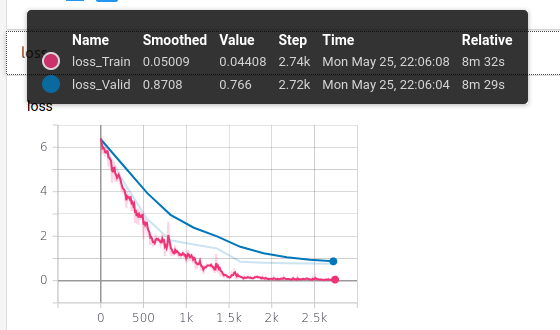 Name Smoothed Value Step Time Relative
loss_Train 0.05009 0.04408 2.74k Mon May 25, 22:06:08 8m 32s
loss_Valid 0.8708 0.766 2.72k Mon May 25, 22:06:04 8m 29s
loss
6
4
2
0
0 500 1k 1.5k 2k 2.5k